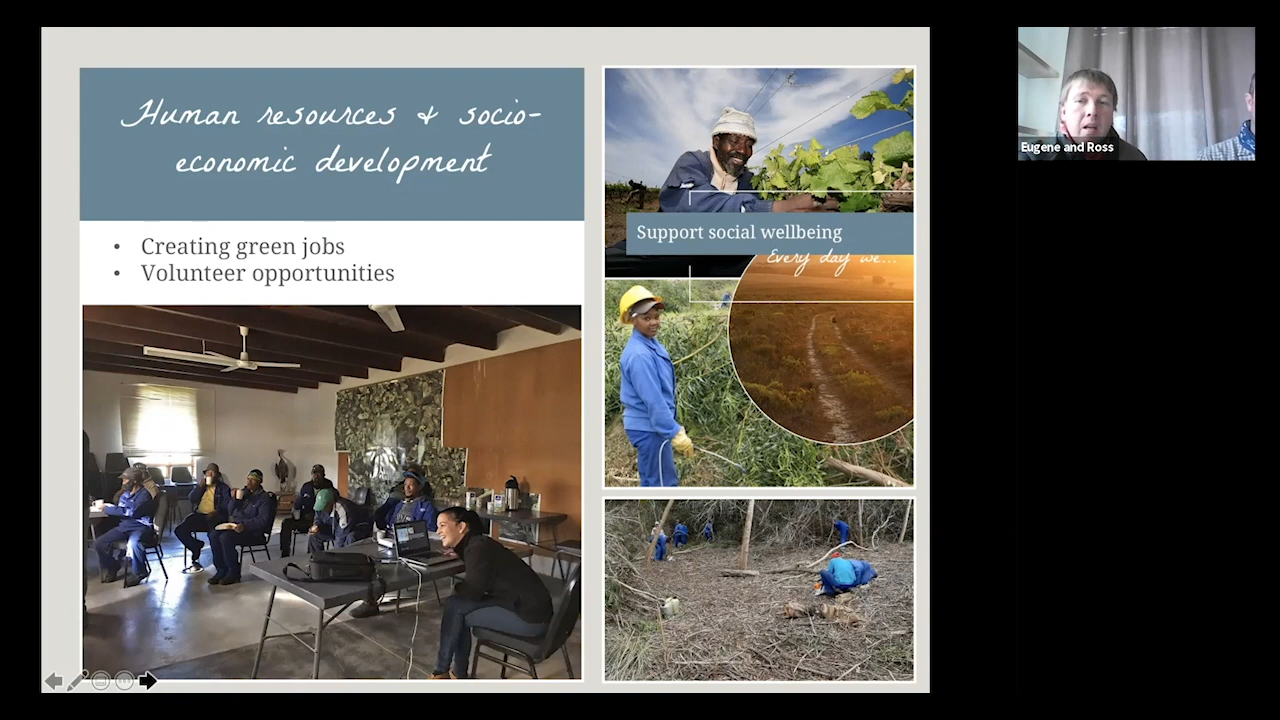 Human resources & socio-
economic development
• Creating green jobs
• Volunteer opportunities
Support social wellbeing
Every day we...
Eugene and Ross